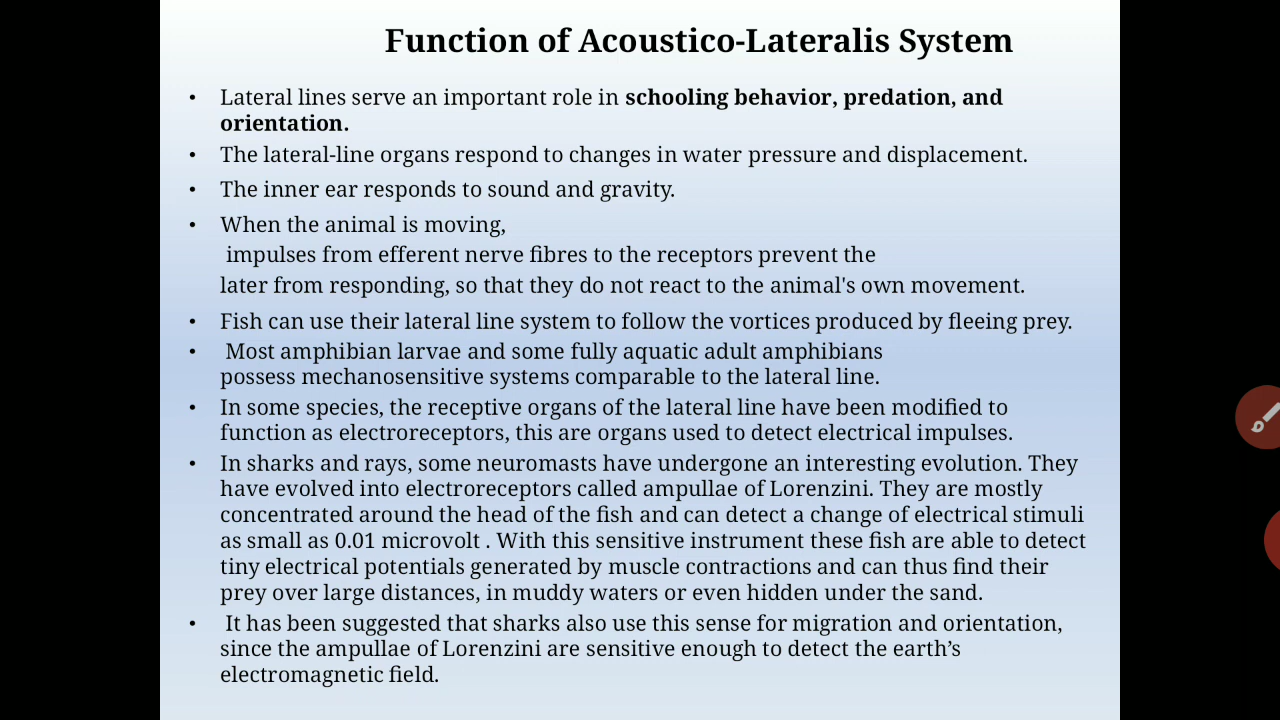 Function of Acoustico-Lateralis System
• Lateral lines serve an important role in schooling behavior, predation, and
orientation.
• The lateral-line organs respond to changes in water pressure and displacement.
• The inner ear responds to sound and gravity.
• When the animal is moving,
impulses from efferent nerve fibres to the receptors prevent the
later from responding, so that they do not react to the animal's own movement.
• Fish can use their lateral line system to follow the vortices produced by fleeing prey.
• Most amphibian larvae and some fully aquatic adult amphibians
possess mechanosensitive systems comparable to the lateral line.
• In some species, the receptive organs of the lateral line have been modified to
function as electroreceptors, this are organs used to detect electrical impulses.
• In sharks and rays, some neuromasts have undergone an interesting evolution. They
have evolved into electroreceptors called ampullae of Lorenzini. They are mostly
concentrated around the head of the fish and can detect a change of electrical stimuli
as small as 0.01 microvolt . With this sensitive instrument these fish are able to detect
tiny electrical potentials generated by muscle contractions and can thus find their
prey over large distances, in muddy waters or even hidden under the sand.
• It has been suggested that sharks also use this sense for migration and orientation,
since the ampullae of Lorenzini are sensitive enough to detect the earth’s
electromagnetic field.